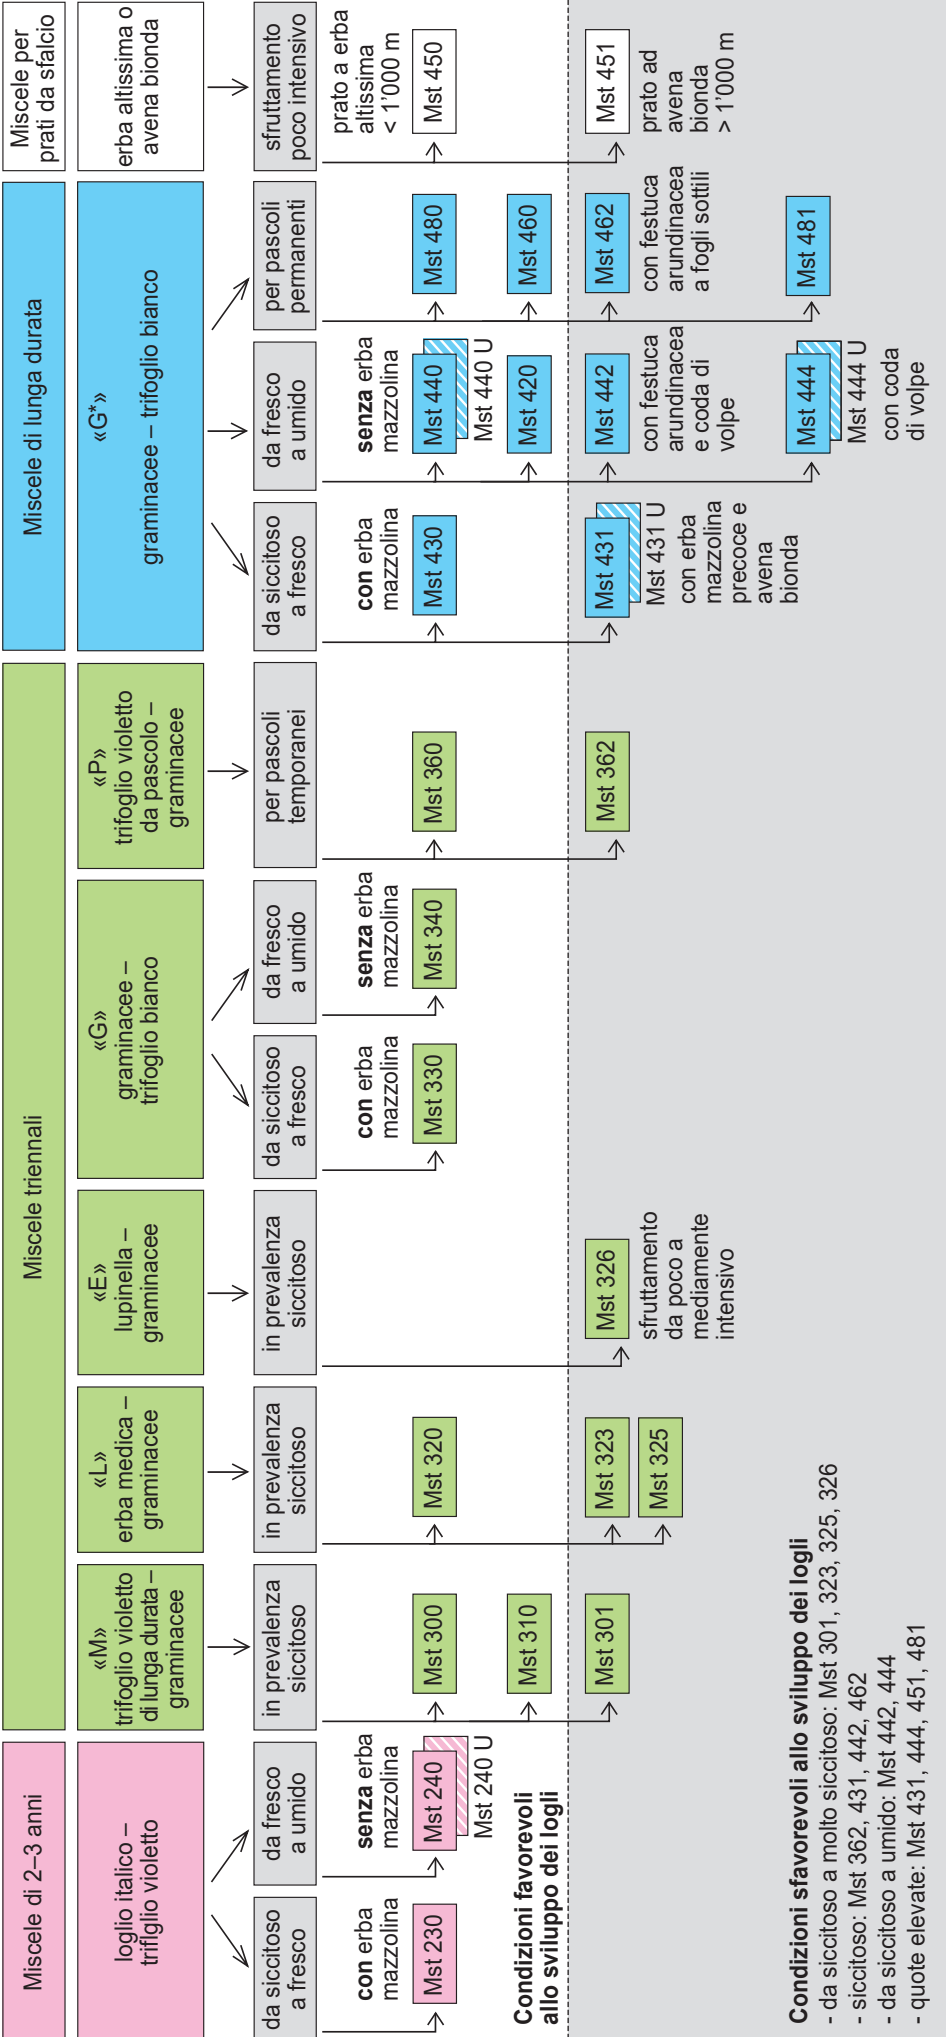 Miscele di 2–3 anni
Miscele triennali
Miscele di lunga durata
Miscele per
prati da sfalcio
loglio italico –
triflglio violetto
«M»
trifoglio violetto
di lunga durata –
graminacee
«L»
erba medica –
graminacee
«E»
lupinella –
graminacee
«G»
graminacee –
trifoglio bianco
«P»
trifoglio violetto
da pascolo –
graminacee
«G*»
graminacee – trifoglio bianco
erba altissima o
avena bionda
da siccitoso
a fresco
da fresco
a umido
in prevalenza
siccitoso
in prevalenza
siccitoso
in prevalenza
siccitoso
da siccitoso
a fresco
da fresco
a umido
per pascoli
temporanei
da siccitoso
a fresco
da fresco
a umido
per pascoli
permanenti
sfruttamento
poco intensivo
con erba
mazzolina
Mst 230
senza erba
mazzolina
Mst 240
Mst 240 U
Mst 300
Mst 310
Mst 320
con erba
mazzolina
Mst 330
senza erba
mazzolina
Mst 340
Mst 360
con erba
mazzolina
Mst 430
senza erba
mazzolina
Mst 440
Mst 440 U
Mst 420
Mst 480
Mst 460
prato a erba
altissima
< 1'000 m
Mst 450
Condizioni favorevoli
allo sviluppo dei logli
Mst 301
Mst 323
Mst 325
Mst 326
sfruttamento
da poco a
mediamente
intensivo
Mst 362
Mst 431
Mst 431 U
con erba
mazzolina
precoce e
avena
bionda
Mst 442
con festuca
arundinacea
e coda di
volpe
Mst 444
Mst 444 U
con coda
di volpe
Mst 462
con festuca
arundinacea
a fogli sottili
Mst 481
Mst 451
prato ad
avena
bionda
> 1'000 m
Condizioni sfavorevoli allo sviluppo dei logli
- da siccitoso a molto siccitoso: Mst 301, 323, 325, 326
- siccitoso: Mst 362, 431, 442, 462
- da siccitoso a umido: Mst 442, 444
- quote elevate: Mst 431, 444, 451, 481